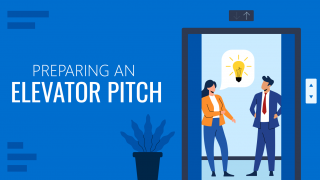 PREPARING AN
ELEVATOR PITCH